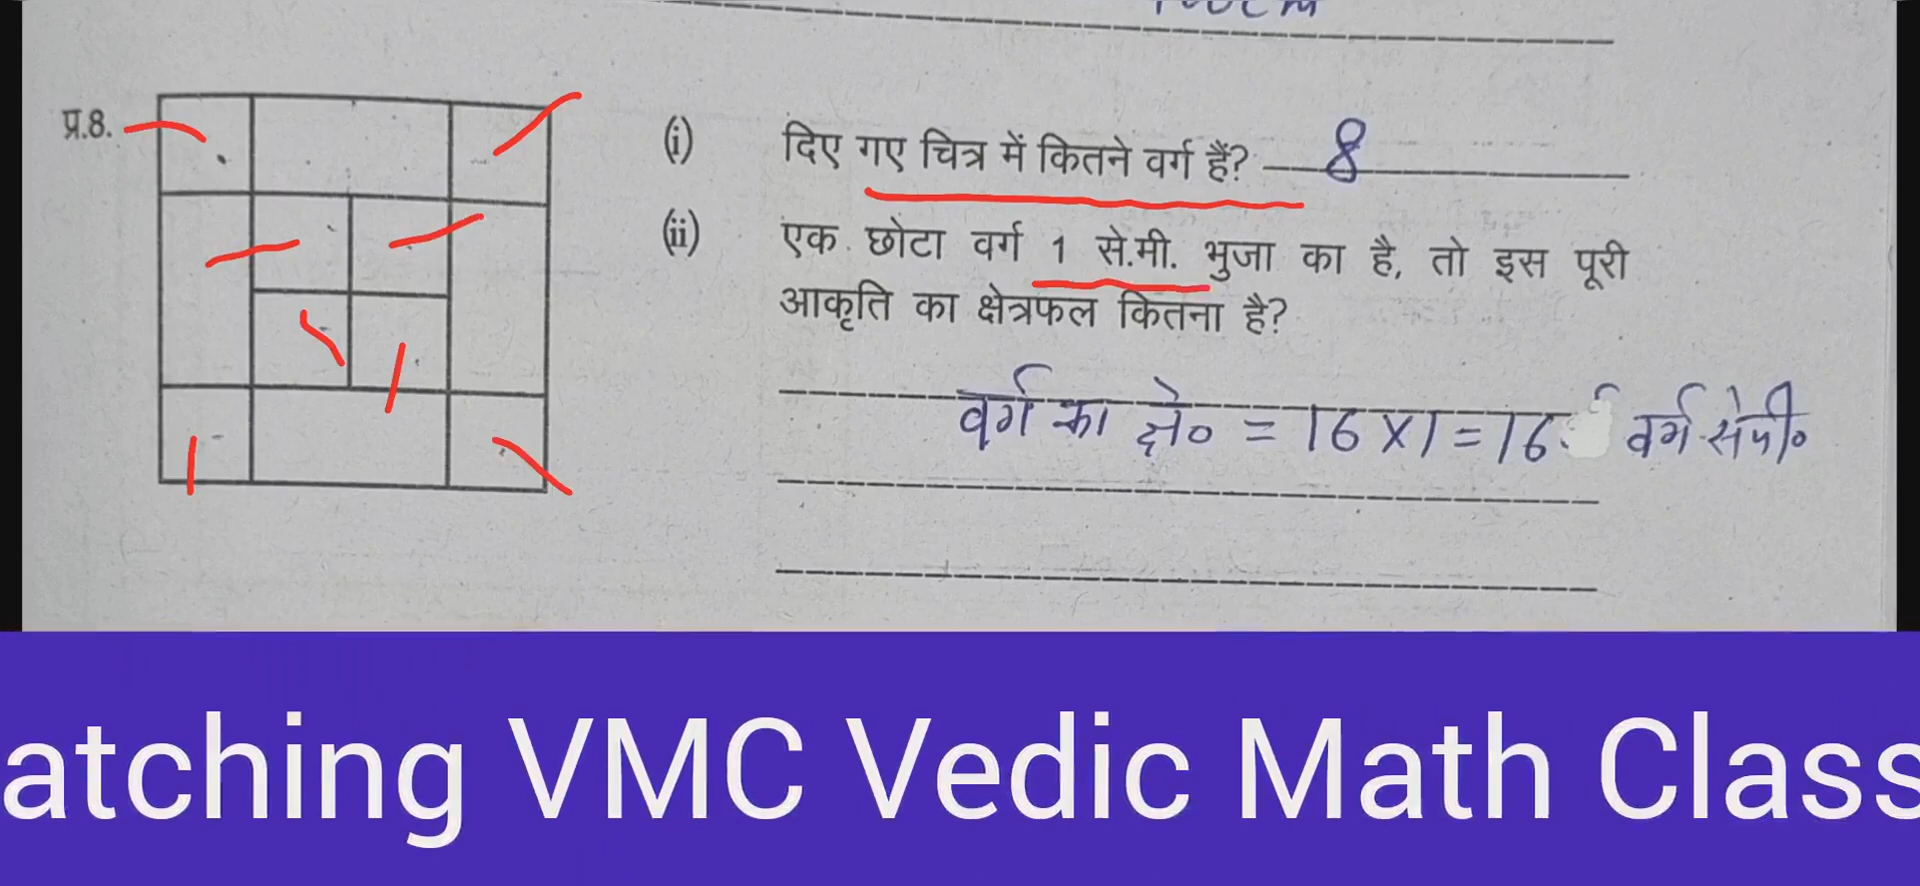 प्र.8.
(i) दिए गए चित्र में कितने वर्ग हैं? 8
(ii) एक छोटा वर्ग 1 से.मी. भुजा का है, तो इस पूरी
आकृति का क्षेत्रफल कितना है?
वर्ग का क्षे० = 16 X 1 = 16 वर्ग सेमी०
atching VMC Vedic Math Class